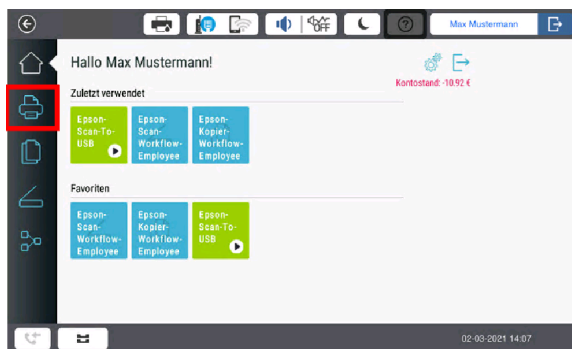 OFF
Max Mustermann
Hallo Max Mustermann!
Kontostand: -10.92 €
Zuletzt verwendet
Epson-
Scan-To-
USB
Epson-
Scan-
Workflow-
Employee
Epson-
Kopier-
Workflow-
Employee
Favoriten
Epson-
Scan-
Workflow-
Employee
Epson-
Kopier-
Workflow-
Employee
Epson-
Scan-To-
USB
02-03-2021 14:07